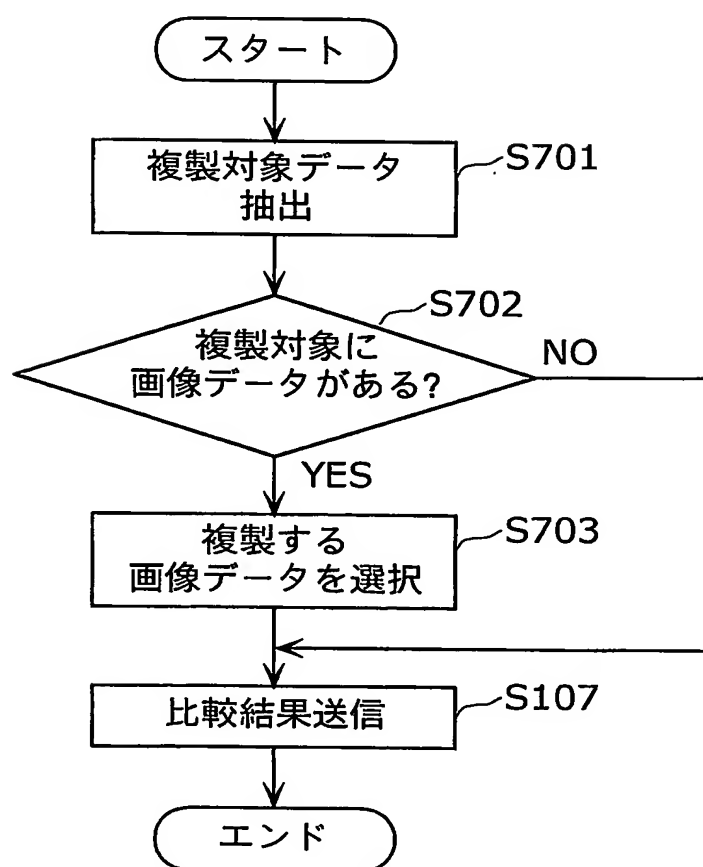 スタート
複製対象データ
抽出
S701
S702
複製対象に
画像データがある?
NO
YES
複製する
画像データを選択
S703
比較結果送信
S107
エンド